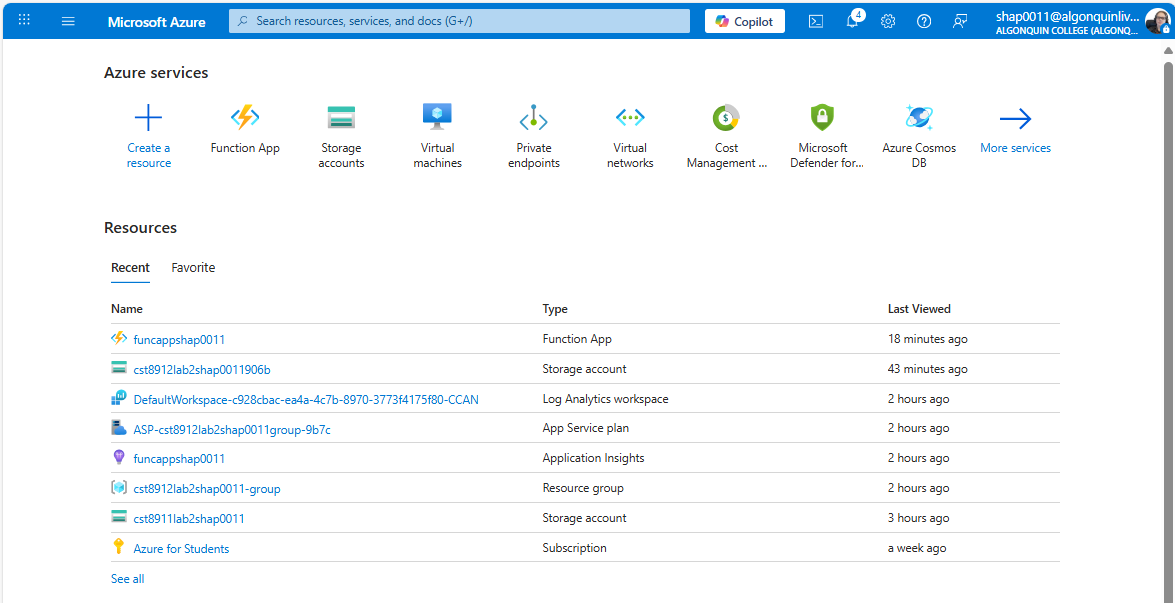 Microsoft Azure
Search resources, services, and docs (G+/)
Copilot
4
shap0011@algonquinliv...
ALGONQUIN COLLEGE (ALGONQ...
Azure services
Create a resource
Function App
Storage accounts
Virtual machines
Private endpoints
Virtual networks
Cost Management ...
Microsoft Defender for...
Azure Cosmos DB
More services
Resources
Recent Favorite
Name Type Last Viewed
funcappshap0011 Function App 18 minutes ago
cst8912lab2shap0011906b Storage account 43 minutes ago
DefaultWorkspace-c928cbac-ea4a-4c7b-8970-3773f4175f80-CCAN Log Analytics workspace 2 hours ago
ASP-cst8912lab2shap0011group-9b7c App Service plan 2 hours ago
funcappshap0011 Application Insights 2 hours ago
cst8912lab2shap0011-group Resource group 2 hours ago
cst8911lab2shap0011 Storage account 3 hours ago
Azure for Students Subscription a week ago
See all